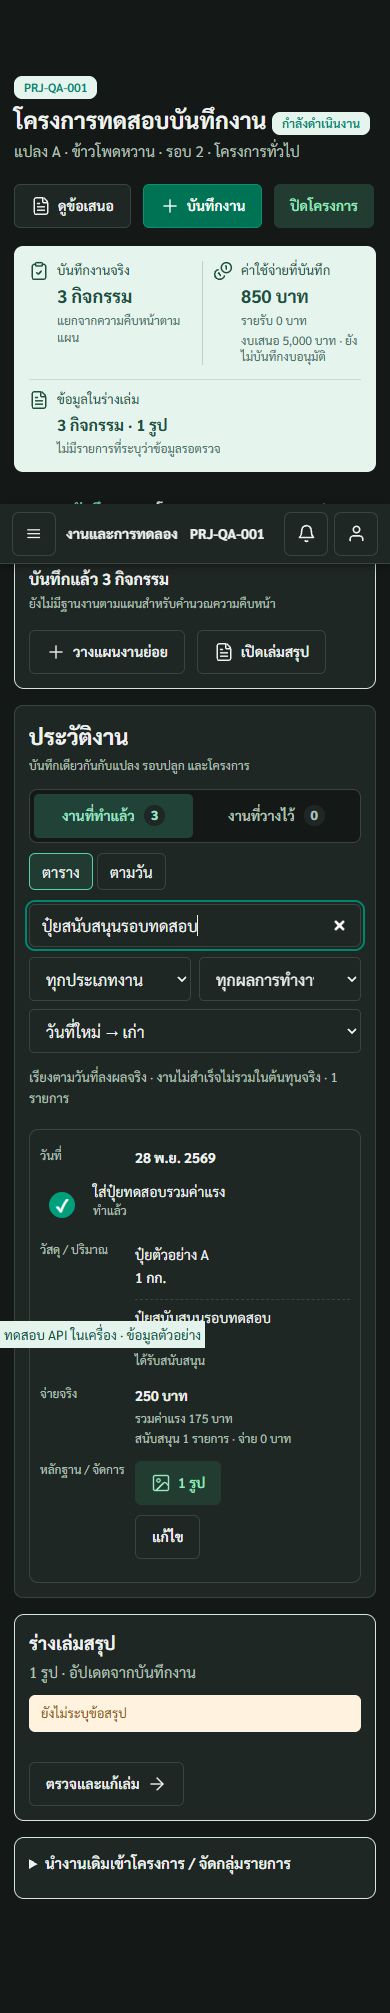 PRJ-QA-001
โครงการทดสอบบันทึกงาน กำลังดำเนินงาน
แปลง A · ข้าวโพดหวาน · รอบ 2 · โครงการทั่วไป
ดูข้อเสนอ
บันทึกงาน
ปิดโครงการ
บันทึกงานจริง
3 กิจกรรม
แยกจากความคืบหน้าตาม
แผน
ค่าใช้จ่ายที่บันทึก
850 บาท
รายรับ 0 บาท
งบเสนอ 5,000 บาท · ยัง
ไม่บันทึกงบอนุมัติ
ข้อมูลในร่างเล่ม
3 กิจกรรม · 1 รูป
ไม่มีรายการที่ระบุว่าข้อมูลรอตรวจ
งานและการทดลอง PRJ-QA-001
บันทึกแล้ว 3 กิจกรรม
ยังไม่มีฐานงานตามแผนสำหรับคำนวณความคืบหน้า
วางแผนงานย่อย
เปิดเล่มสรุป
ประวัติงาน
บันทึกเดียวกันกับแปลง รอบปลูก และโครงการ
งานที่ทำแล้ว 3
งานที่วางไว้ 0
ตาราง
ตามวัน
ปุ๋ยสนับสนุนรอบทดสอบ
ทุกประเภทงาน
ทุกผลการทำงา
วันที่ใหม่ → เก่า
เรียงตามวันที่ลงผลจริง · งานไม่สำเร็จไม่รวมในต้นทุนจริง · 1
รายการ
วันที่ 28 พ.ย. 2569
ใส่ปุ๋ยทดสอบรวมค่าแรง
ทำแล้ว
วัสดุ / ปริมาณ ปุ๋ยตัวอย่าง A
1 กก.
ปุ๋ยสนับสนุนรอบทดสอบ
ทดสอบ API ในเครื่อง · ข้อมูลตัวอย่าง
ได้รับสนับสนุน
จ่ายจริง 250 บาท
รวมค่าแรง 175 บาท
สนับสนุน 1 รายการ · จ่าย 0 บาท
หลักฐาน / จัดการ 1 รูป
แก้ไข
ร่างเล่มสรุป
1 รูป · อัปเดตจากบันทึกงาน
ยังไม่ระบุข้อสรุป
ตรวจและแก้เล่ม
นำงานเดิมเข้าโครงการ / จัดกลุ่มรายการ